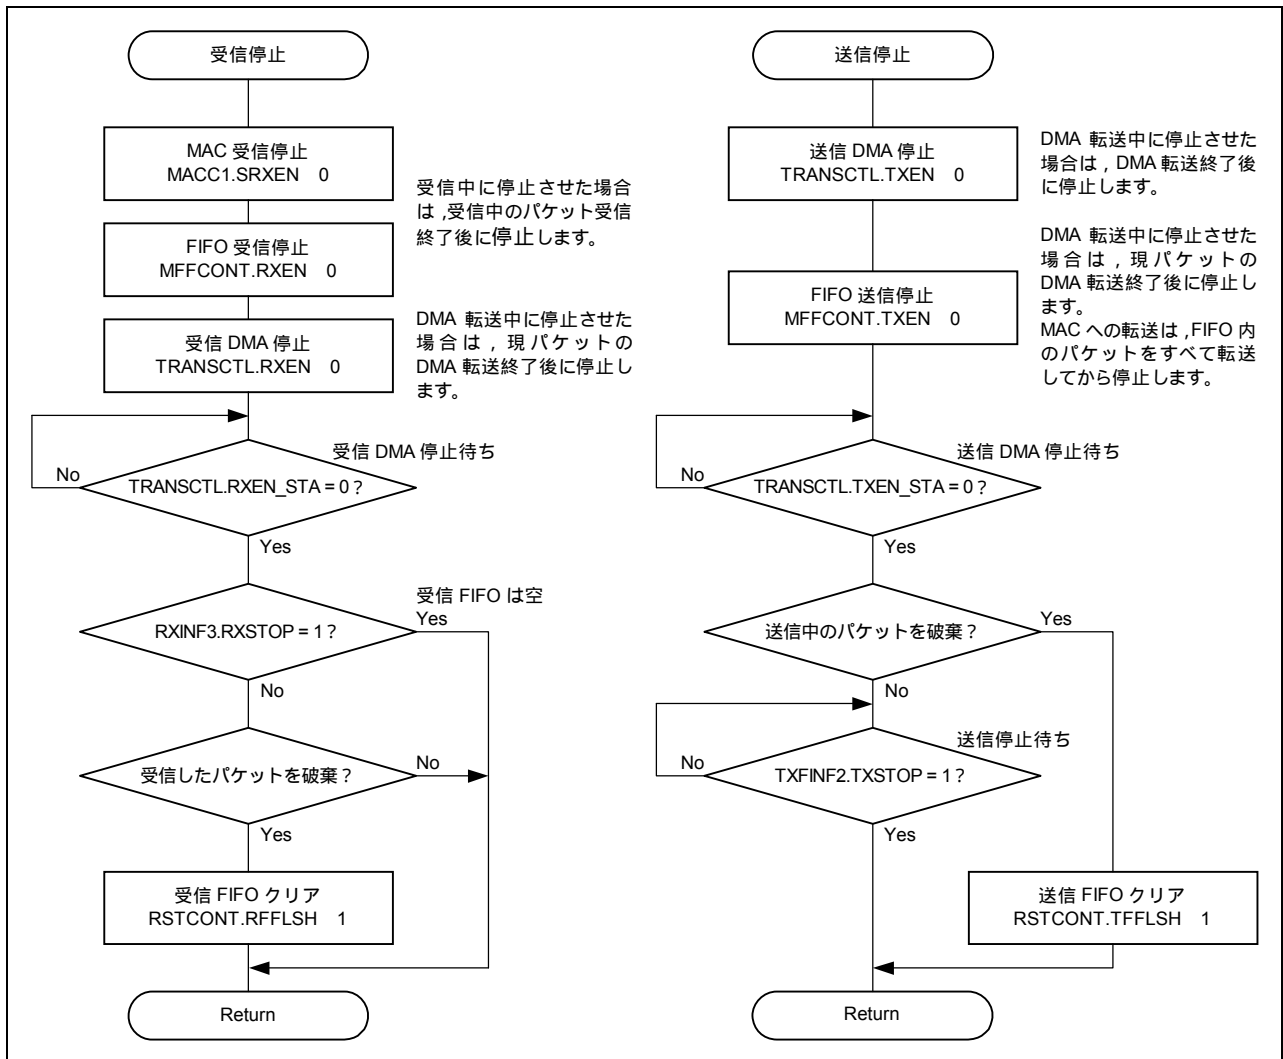 受信停止
MAC 受信停止
MACC1.SRXEN 0
受信中に停止させた場合
は ,受信中のパケット受信
終了後に停止します。
FIFO 受信停止
MFFCONT.RXEN 0
受信 DMA 停止
TRANSCTL.RXEN 0
DMA 転送中に停止させた
場合は , 現パケットの
DMA 転送終了後に停止し
ます。
受信 DMA 停止待ち
No
TRANSCTL.RXEN_STA = 0 ?
Yes
受信 FIFO は空
RXINF3.RXSTOP = 1 ?
Yes
No
受信したパケットを破棄 ?
No
Yes
受信 FIFO クリア
RSTCONT.RFFLSH 1
Return
送信停止
送信 DMA 停止
TRANSCTL.TXEN 0
DMA 転送中に停止させた
場合は , DMA 転送終了後
に停止します。
FIFO 送信停止
MFFCONT.TXEN 0
DMA 転送中に停止させた
場合は , 現パケットの
DMA 転送終了後に停止し
ます。
MAC への転送は ,FIFO 内
のパケットをすべて転送
してから停止します。
送信 DMA 停止待ち
No
TRANSCTL.TXEN_STA = 0 ?
Yes
送信中のパケットを破棄 ?
Yes
No
送信停止待ち
No
TXFINF2.TXSTOP = 1 ?
Yes
送信 FIFO クリア
RSTCONT.TFFLSH 1
Return